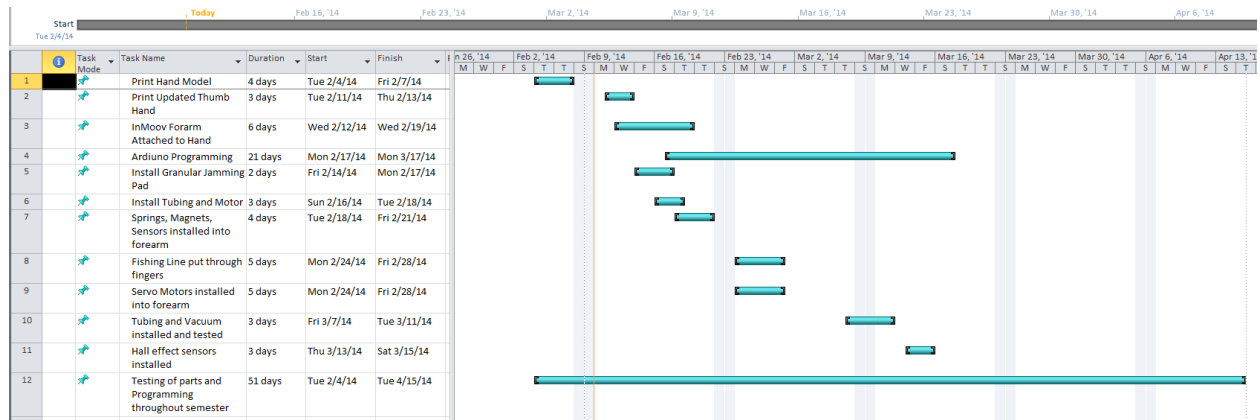 Today Feb 16, '14 Feb 23, '14 Mar 2, '14 Mar 9, '14 Mar 16, '14 Mar 23, '14 Mar 30, '14 Apr 6, '14
Start
Tue 2/4/14
Task Mode Task Name Duration Start Finish
n 26, '14 Feb 2, '14 Feb 9, '14 Feb 16, '14 Feb 23, '14 Mar 2, '14 Mar 9, '14 Mar 16, '14 Mar 23, '14 Mar 30, '14 Apr 6, '14 Apr 13, '1
M W F S T T S M W F S T T S M W F S T T S M W F S T T S M W F S T T S M W F S T
1 Print Hand Model 4 days Tue 2/4/14 Fri 2/7/14
2 Print Updated Thumb Hand 3 days Tue 2/11/14 Thu 2/13/14
3 InMoov Forarm Attached to Hand 6 days Wed 2/12/14 Wed 2/19/14
4 Ardiuno Programming 21 days Mon 2/17/14 Mon 3/17/14
5 Install Granular Jamming Pad 2 days Fri 2/14/14 Mon 2/17/14
6 Install Tubing and Motor 3 days Sun 2/16/14 Tue 2/18/14
7 Springs, Magnets, Sensors installed into forearm 4 days Tue 2/18/14 Fri 2/21/14
8 Fishing Line put through fingers 5 days Mon 2/24/14 Fri 2/28/14
9 Servo Motors installed into forearm 5 days Mon 2/24/14 Fri 2/28/14
10 Tubing and Vacuum installed and tested 3 days Fri 3/7/14 Tue 3/11/14
11 Hall effect sensors installed 3 days Thu 3/13/14 Sat 3/15/14
12 Testing of parts and Programming throughout semester 51 days Tue 2/4/14 Tue 4/15/14